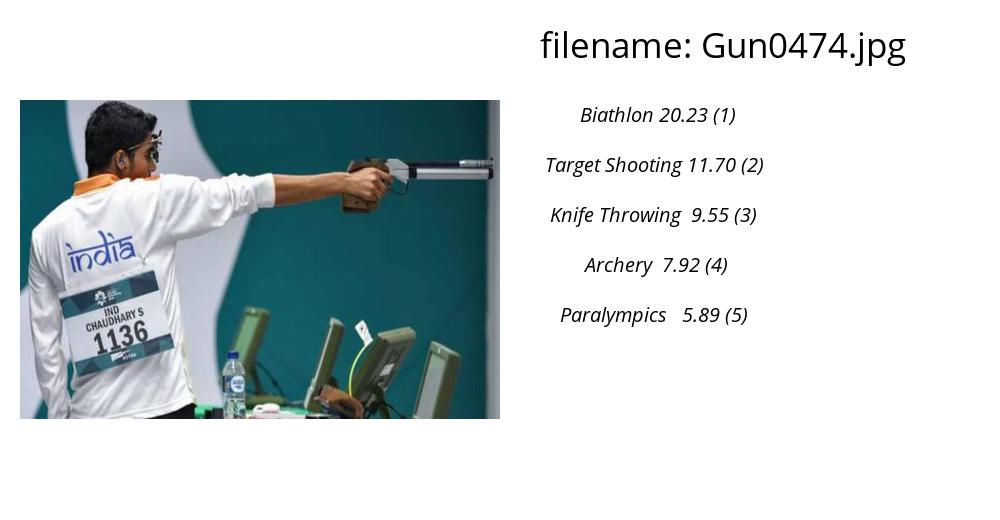 filename: Gun0474.jpg
Biathlon 20.23 (1)
Target Shooting 11.70 (2)
Knife Throwing 9.55 (3)
Archery 7.92 (4)
Paralympics 5.89 (5)
india
IND
CHAUDHARY S
1136